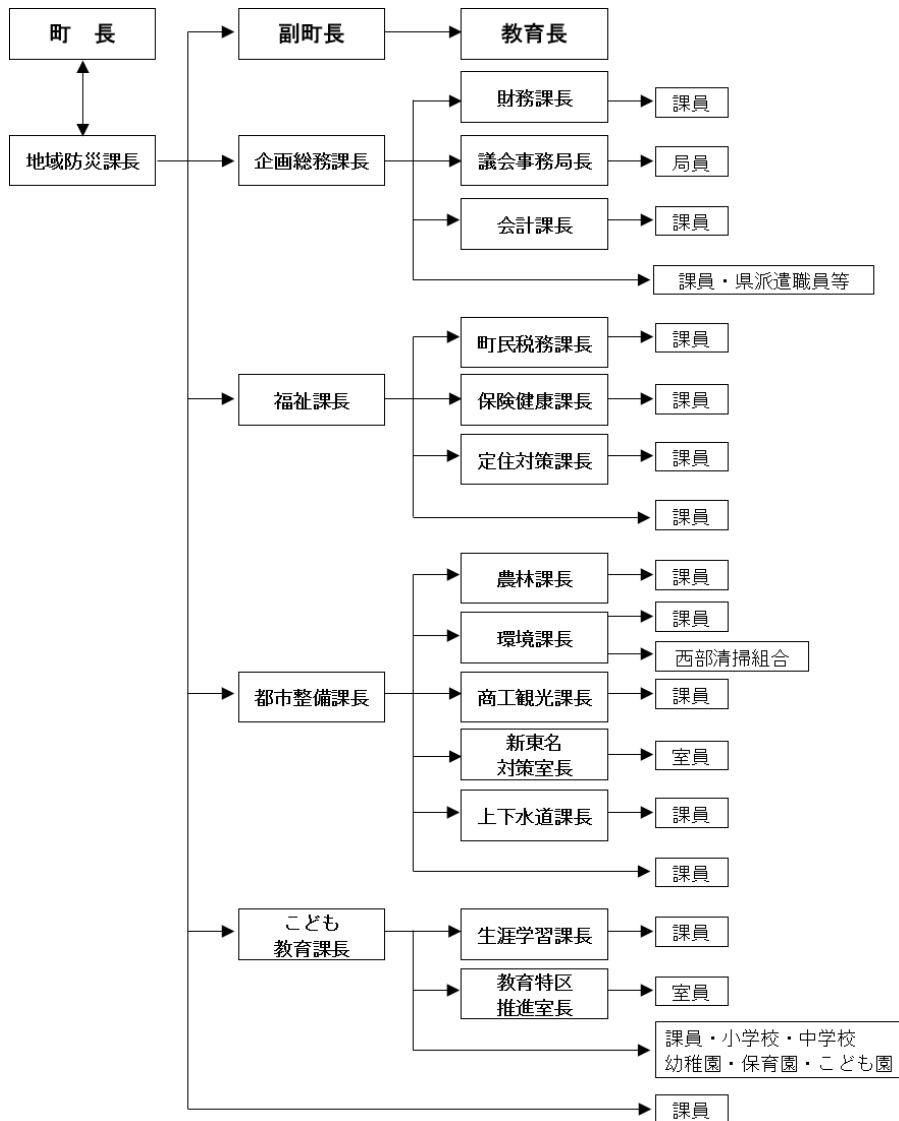 町　長
副町長
教育長
地域防災課長
企画総務課長
財務課長
課員
議会事務局長
局員
会計課長
課員
課員・県派遣職員等
福祉課長
町民税務課長
課員
保険健康課長
課員
定住対策課長
課員
課員
都市整備課長
農林課長
課員
環境課長
課員
西部清掃組合
商工観光課長
課員
新東名
対策室長
室員
上下水道課長
課員
課員
こども
教育課長
生涯学習課長
課員
教育特区
推進室長
室員
課員・小学校・中学校
幼稚園・保育園・こども園
課員